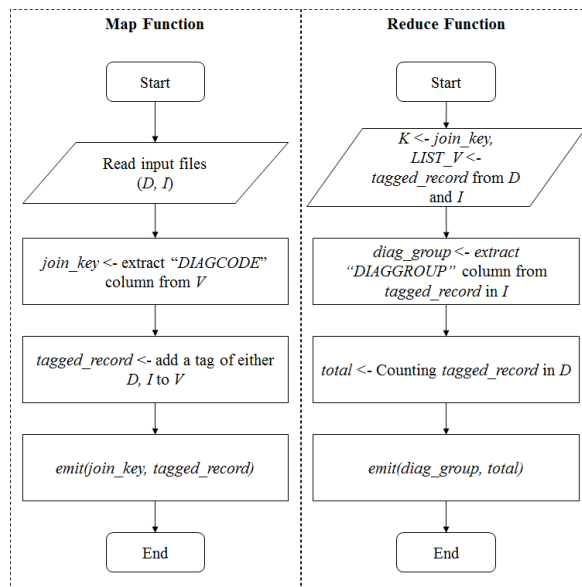 Map Function
Start
Read input files
(D, I)
join_key <- extract “DIAGCODE”
column from V
tagged_record <- add a tag of either
D, I to V
emit(join_key, tagged_record)
End
Reduce Function
Start
K <- join_key,
LIST_V <-
tagged_record from D
and I
diag_group <- extract
“DIAGGROUP” column from
tagged_record in I
total <- Counting tagged_record in D
emit(diag_group, total)
End